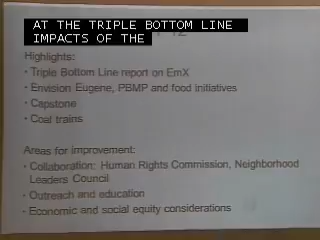 AT THE TRIPLE BOTTOM LINE
IMPACTS OF THE
Highlights:
· Triple Bottom Line report on EmX
· Envision Eugene, PBMP and food initiatives
· Capstone
· Coal trains
Areas for improvement:
· Collaboration: Human Rights Commission, Neighborhood
Leaders Council
· Outreach and education
· Economic and social equity considerations